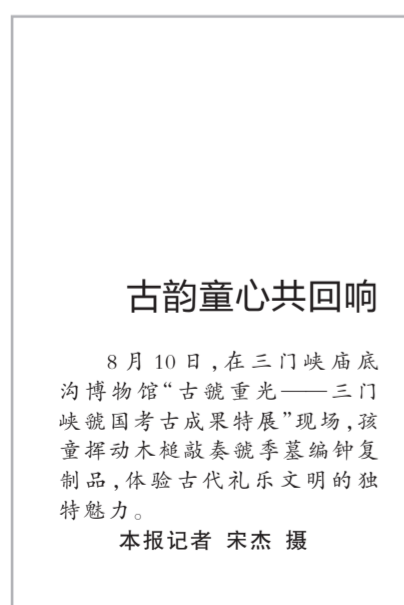 古韵童心共回响
8月10日，在三门峡庙底
沟博物馆“古虢重光——三门
峡虢国考古成果特展”现场，孩
童挥动木槌敲奏虢季墓编钟复
制品，体验古代礼乐文明的独
特魅力。
本报记者 宋杰 摄